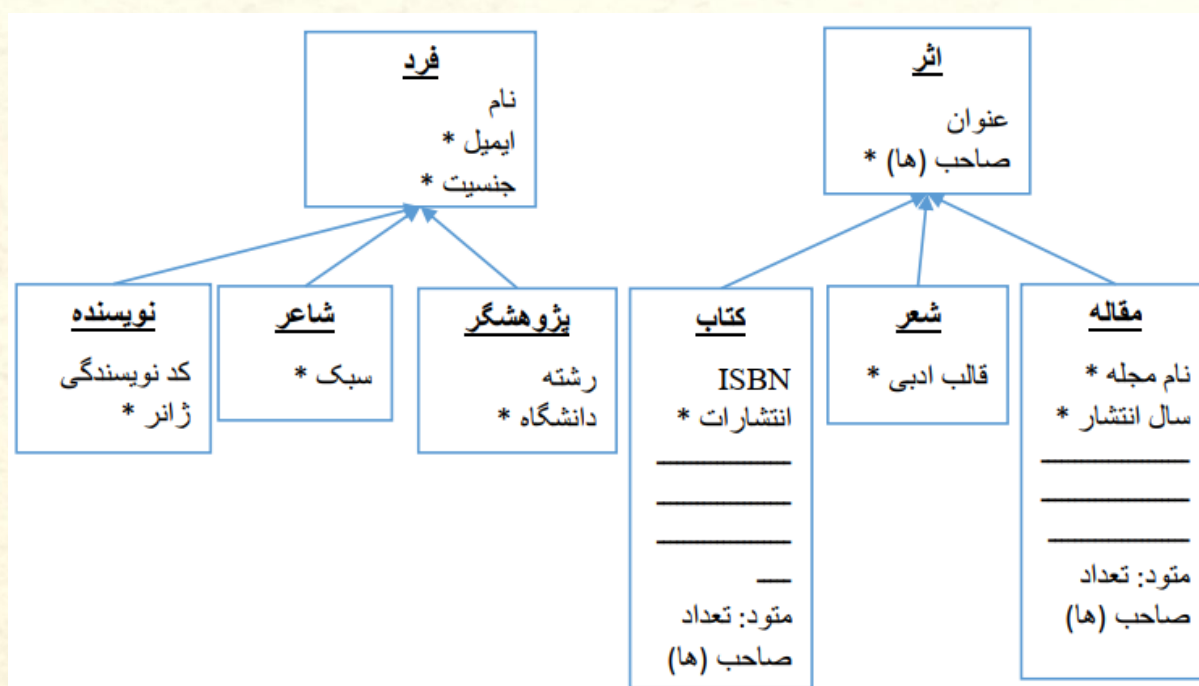 فرد
نام
ایمیل *
جنسیت *
اثر
عنوان
صاحب (ها) *
نویسنده
کد نویسندگی
ژانر *
شاعر
سبک *
پژوهشگر
رشته
دانشگاه *
کتاب
ISBN
انتشارات *
متود: تعداد
صاحب (ها)
شعر
قالب ادبی *
مقاله
نام مجله *
سال انتشار *
متود: تعداد
صاحب (ها)